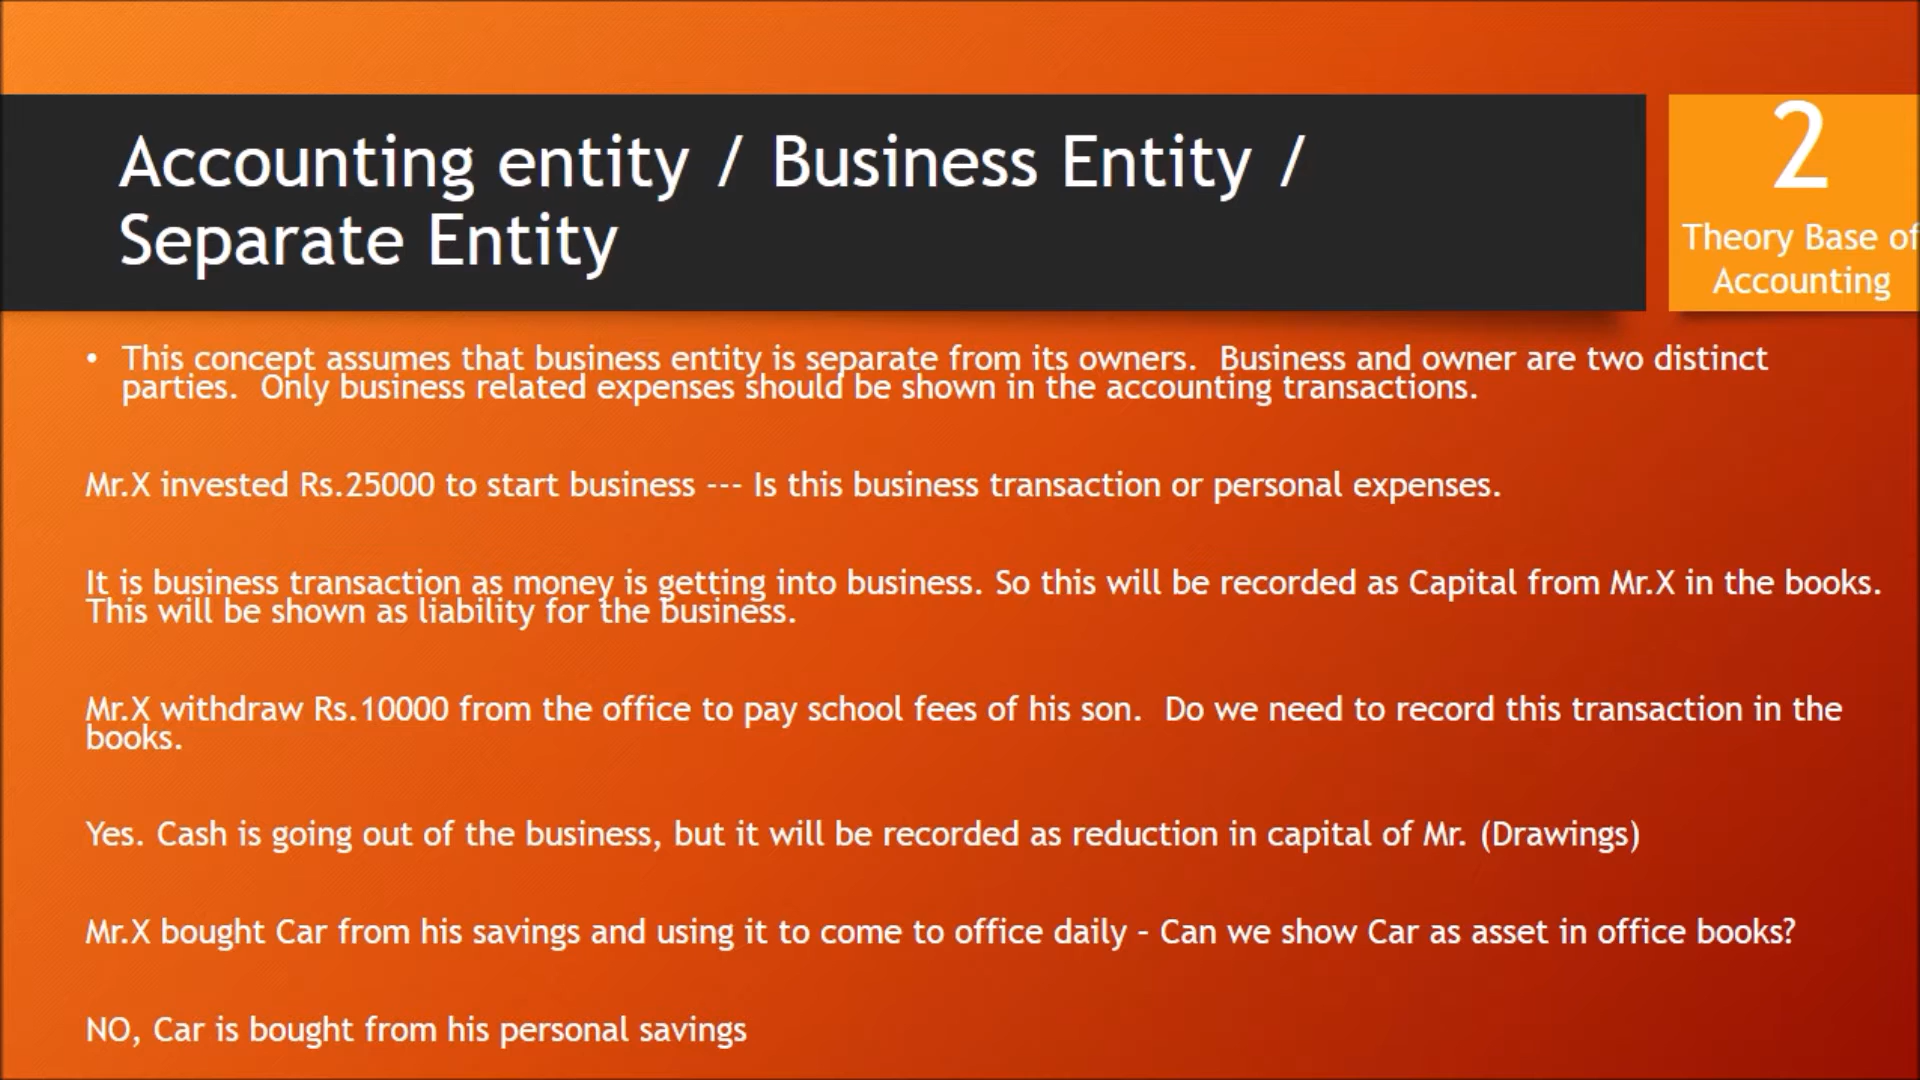 Accounting entity / Business Entity /
Separate Entity
2
Theory Base of
Accounting
• This concept assumes that business entity is separate from its owners.  Business and owner are two distinct
parties.  Only business related expenses should be shown in the accounting transactions.
Mr.X invested Rs.25000 to start business --- Is this business transaction or personal expenses.
It is business transaction as money is getting into business. So this will be recorded as Capital from Mr.X in the books.
This will be shown as liability for the business.
Mr.X withdraw Rs.10000 from the office to pay school fees of his son.  Do we need to record this transaction in the
books.
Yes. Cash is going out of the business, but it will be recorded as reduction in capital of Mr. (Drawings)
Mr.X bought Car from his savings and using it to come to office daily – Can we show Car as asset in office books?
NO, Car is bought from his personal savings